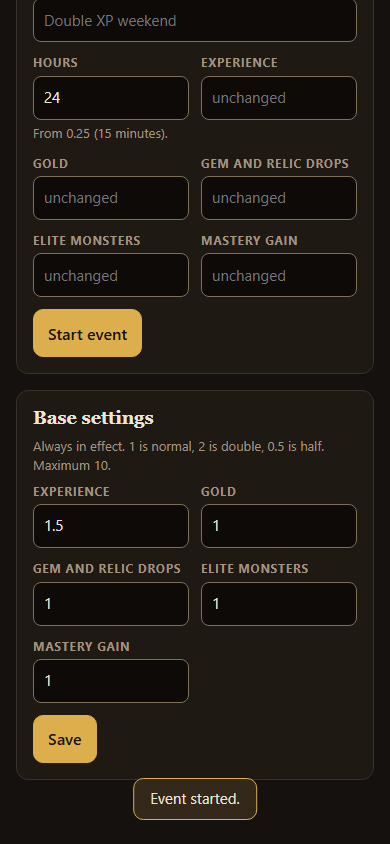 Double XP weekend
HOURS
EXPERIENCE
24
unchanged
From 0.25 (15 minutes).
GOLD
GEM AND RELIC DROPS
unchanged
unchanged
ELITE MONSTERS
MASTERY GAIN
unchanged
unchanged
Start event
Base settings
Always in effect. 1 is normal, 2 is double, 0.5 is half.
Maximum 10.
EXPERIENCE
GOLD
1.5
1
GEM AND RELIC DROPS
ELITE MONSTERS
1
1
MASTERY GAIN
1
Save
Event started.